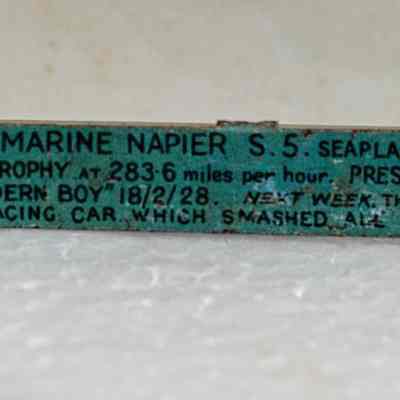 MARINE NAPIER S.5. SEAPLA
ROPHY AT 283·6 miles per hour. PRES
DERN BOY" 18/2/28. NEXT WEEK. TH
ACING CAR WHICH SMASHED ALL